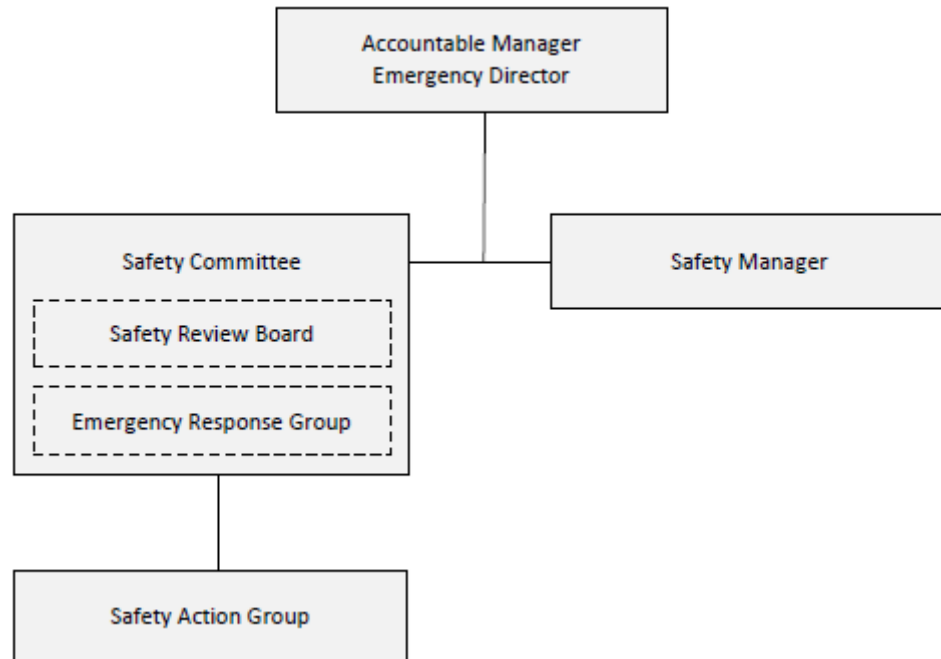 Accountable Manager
Emergency Director
Safety Committee
Safety Manager
Safety Review Board
Emergency Response Group
Safety Action Group